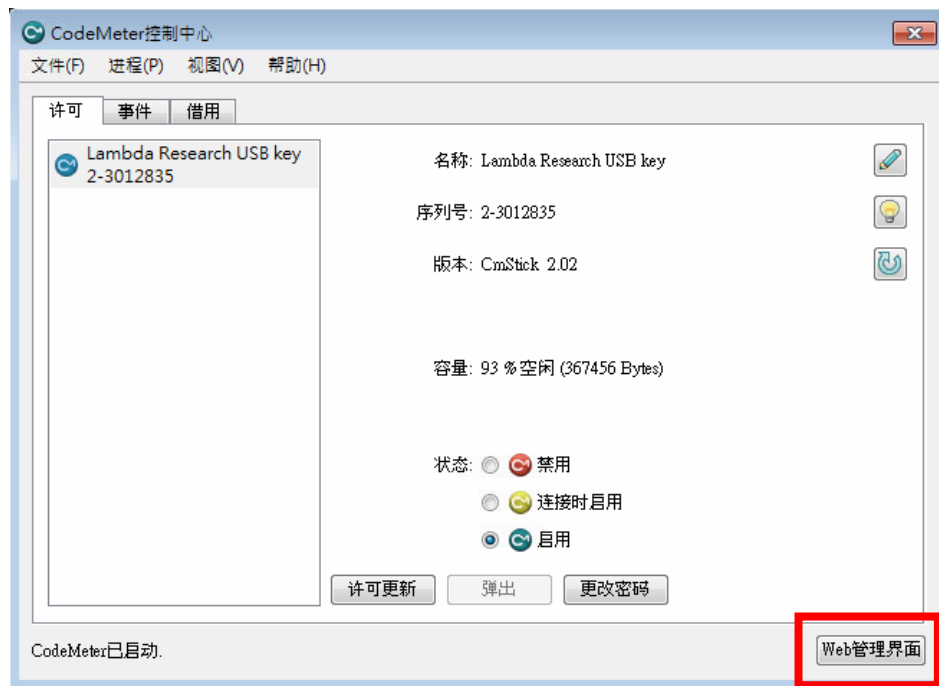 CodeMeter控制中心
文件(F) 进程(P) 视图(V) 帮助(H)
许可 事件 借用
Lambda Research USB key
2-3012835
名称: Lambda Research USB key
序列号: 2-3012835
版本: CmStick 2.02
容量: 93 %空闲 (367456 Bytes)
状态: 禁用
连接时启用
启用
许可更新 弹出 更改密码
CodeMeter已启动.
Web管理界面